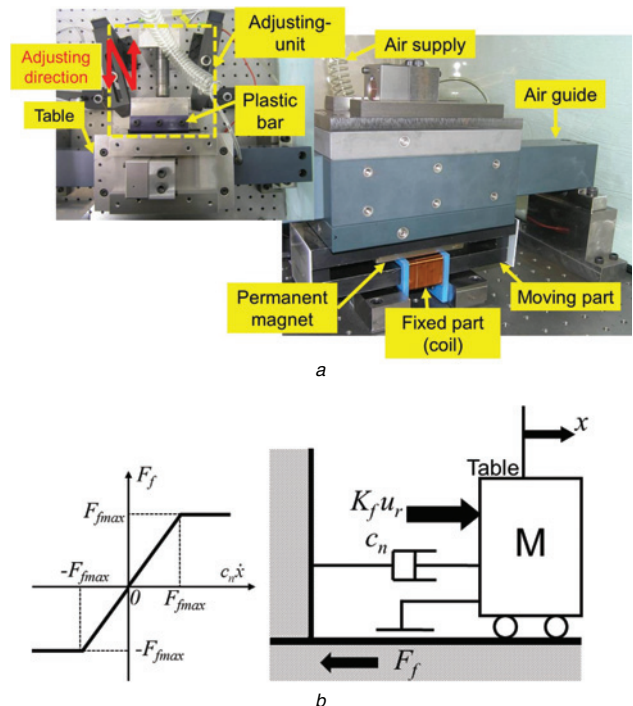 Adjusting-
unit
Air supply
Adjusting
direction
Air guide
Plastic
bar
Table
Permanent
magnet
Moving part
Fixed part
(coil)
a
F_f
F_fmax
-F_fmax
0
F_fmax
c_nẋ
-F_fmax
x
Table
K_f u_r
c_n
M
F_f
b